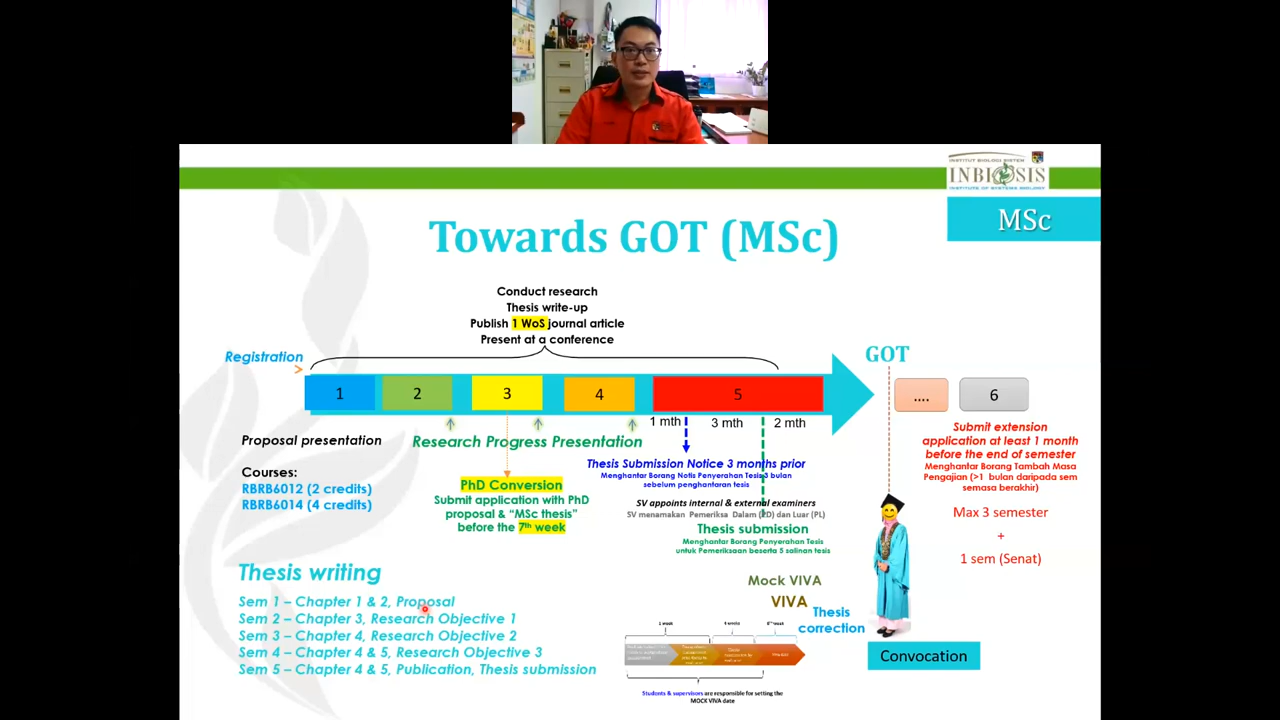 INSTITUT BIOLOGI SISTEM
INBIOSIS
INSTITUTE OF SYSTEMS BIOLOGY
MSc
Towards GOT (MSc)
Conduct research
Thesis write-up
Publish 1 WoS journal article
Present at a conference
Registration
GOT
1
2
3
4
5
....
6
1 mth
3 mth
2 mth
Proposal presentation
Research Progress Presentation
Courses:
RBRB6012 (2 credits)
RBRB6014 (4 credits)
PhD Conversion
Submit application with PhD
proposal & “MSc thesis”
before the 7th week
Thesis Submission Notice 3 months prior
Menghantar Borang Notis Penyerahan Tesis 3 bulan
sebelum penghantaran tesis
SV appoints internal & external examiners
SV menamakan Pemeriksa Dalam (PD) dan Luar (PL)
Thesis submission
Menghantar Borang Penyerahan Tesis
untuk Pemeriksaan beserta 5 salinan tesis
Submit extension
application at least 1 month
before the end of semester
Menghantar Borang Tambah Masa
Pengajian (>1 bulan daripada sem
semasa berakhir)
Max 3 semester
+
1 sem (Senat)
Thesis writing
Sem 1 – Chapter 1 & 2, Proposal
Sem 2 – Chapter 3, Research Objective 1
Sem 3 – Chapter 4, Research Objective 2
Sem 4 – Chapter 4 & 5, Research Objective 3
Sem 5 – Chapter 4 & 5, Publication, Thesis submission
Mock VIVA
VIVA
Thesis
correction
Convocation
Students & supervisors are responsible for setting the
MOCK VIVA date